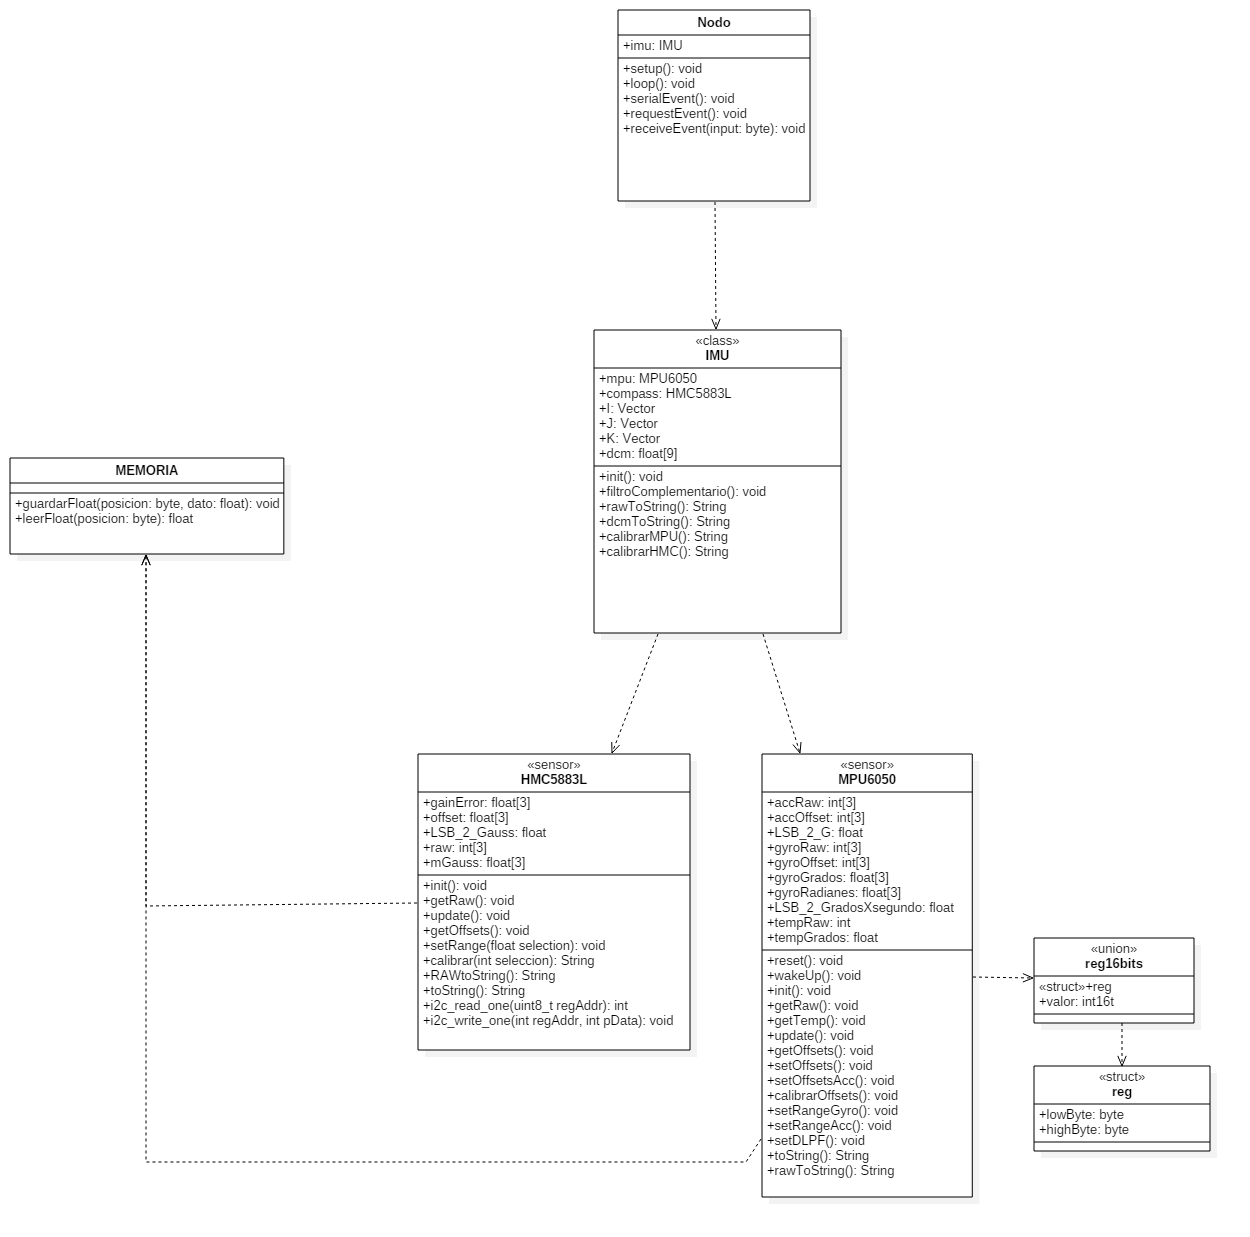 Nodo
+imu: IMU
+setup(): void
+loop(): void
+serialEvent(): void
+requestEvent(): void
+receiveEvent(input: byte): void
«class»
IMU
+mpu: MPU6050
+compass: HMC5883L
+I: Vector
+J: Vector
+K: Vector
+dcm: float[9]
+init(): void
+filtroComplementario(): void
+rawToString(): String
+dcmToString(): String
+calibrarMPU(): String
+calibrarHMC(): String
MEMORIA
+guardarFloat(posicion: byte, dato: float): void
+leerFloat(posicion: byte): float
«sensor»
HMC5883L
+gainError: float[3]
+offset: float[3]
+LSB_2_Gauss: float
+raw: int[3]
+mGauss: float[3]
+init(): void
+getRaw(): void
+update(): void
+getOffsets(): void
+setRange(float selection): void
+calibrar(int seleccion): String
+RAWtoString(): String
+toString(): String
+i2c_read_one(uint8_t regAddr): int
+i2c_write_one(int regAddr, int pData): void
«sensor»
MPU6050
+accRaw: int[3]
+accOffset: int[3]
+LSB_2_G: float
+gyroRaw: int[3]
+gyroOffset: int[3]
+gyroGrados: float[3]
+gyroRadianes: float[3]
+LSB_2_GradosXsegundo: float
+tempRaw: int
+tempGrados: float
+reset(): void
+wakeUp(): void
+init(): void
+getRaw(): void
+getTemp(): void
+update(): void
+getOffsets(): void
+setOffsets(): void
+setOffsetsAcc(): void
+calibrarOffsets(): void
+setRangeGyro(): void
+setRangeAcc(): void
+setDLPF(): void
+toString(): String
+rawToString(): String
«union»
reg16bits
«struct»+reg
+valor: int16t
«struct»
reg
+lowByte: byte
+highByte: byte